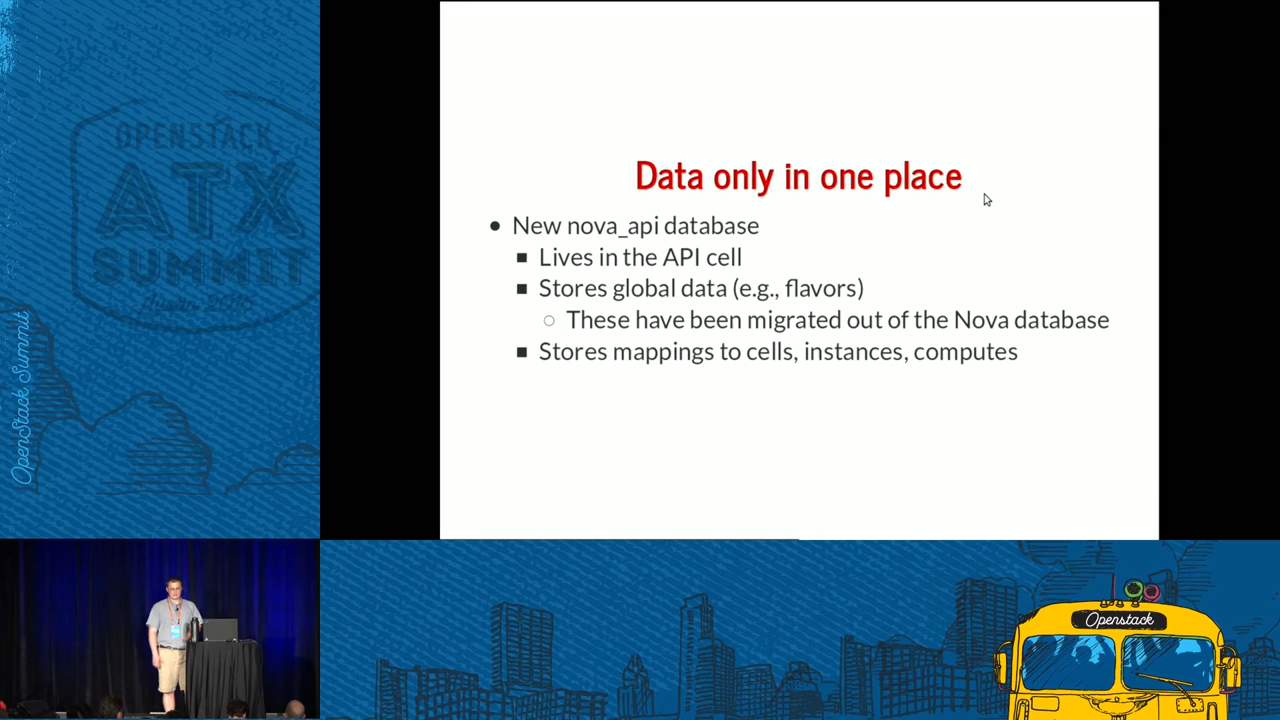 OPENSTACK
ATX
SUMMIT
Austin 2016
OpenStack Summit
Data only in one place
New nova_api database
Lives in the API cell
Stores global data (e.g., flavors)
These have been migrated out of the Nova database
Stores mappings to cells, instances, computes
Openstack